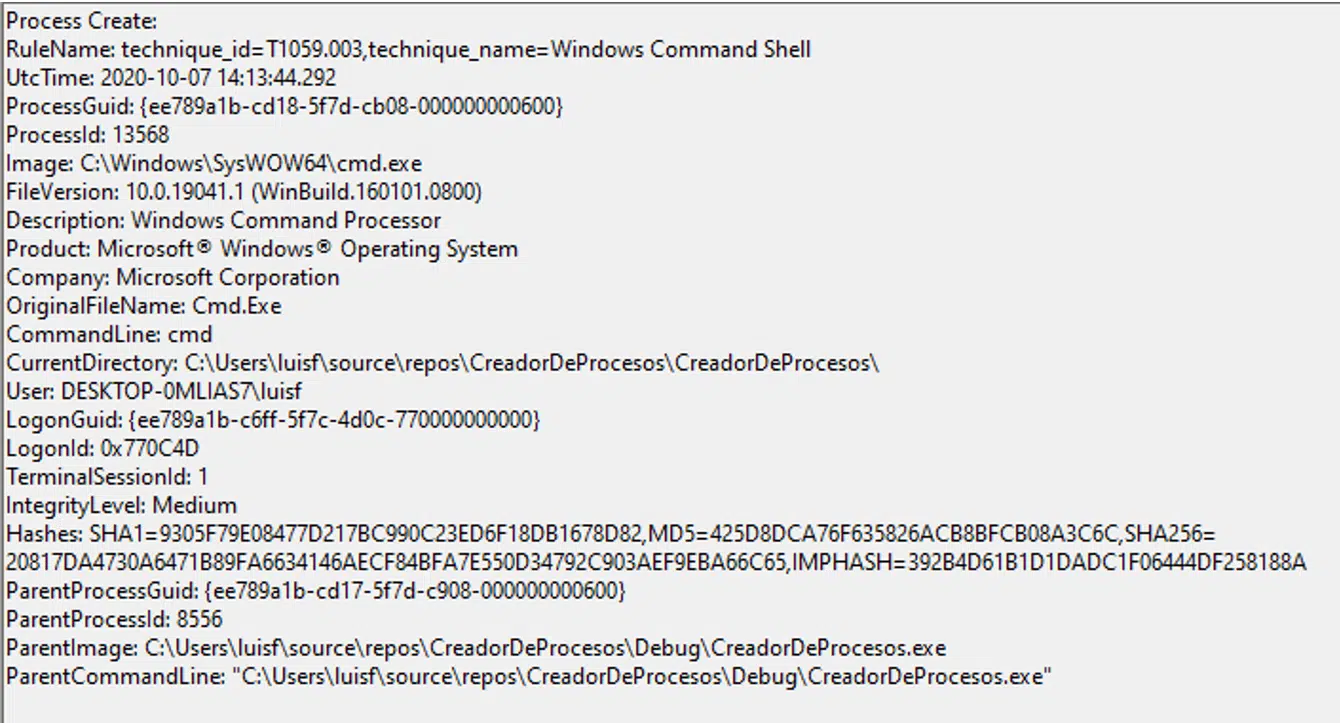 Process Create:
RuleName: technique_id=T1059.003,technique_name=Windows Command Shell
UtcTime: 2020-10-07 14:13:44.292
ProcessGuid: {ee789a1b-cd18-5f7d-cb08-000000000600}
ProcessId: 13568
Image: C:\Windows\SysWOW64\cmd.exe
FileVersion: 10.0.19041.1 (WinBuild.160101.0800)
Description: Windows Command Processor
Product: Microsoft® Windows® Operating System
Company: Microsoft Corporation
OriginalFileName: Cmd.Exe
CommandLine: cmd
CurrentDirectory: C:\Users\luisf\source\repos\CreadorDeProcesos\CreadorDeProcesos\
User: DESKTOP-0MLIAS7\luisf
LogonGuid: {ee789a1b-c6ff-5f7c-4d0c-770000000000}
LogonId: 0x770C4D
TerminalSessionId: 1
IntegrityLevel: Medium
Hashes: SHA1=9305F79E08477D217BC990C23ED6F18DB1678D82,MD5=425D8DCA76F635826ACB8BFCB08A3C6C,SHA256=
20817DA4730A6471B89FA6634146AECF84BFA7E550D34792C903AEF9EBA66C65,IMPHASH=392B4D61B1D1DADC1F06444DF258188A
ParentProcessGuid: {ee789a1b-cd17-5f7d-c908-000000000600}
ParentProcessId: 8556
ParentImage: C:\Users\luisf\source\repos\CreadorDeProcesos\Debug\CreadorDeProcesos.exe
ParentCommandLine: "C:\Users\luisf\source\repos\CreadorDeProcesos\Debug\CreadorDeProcesos.exe"